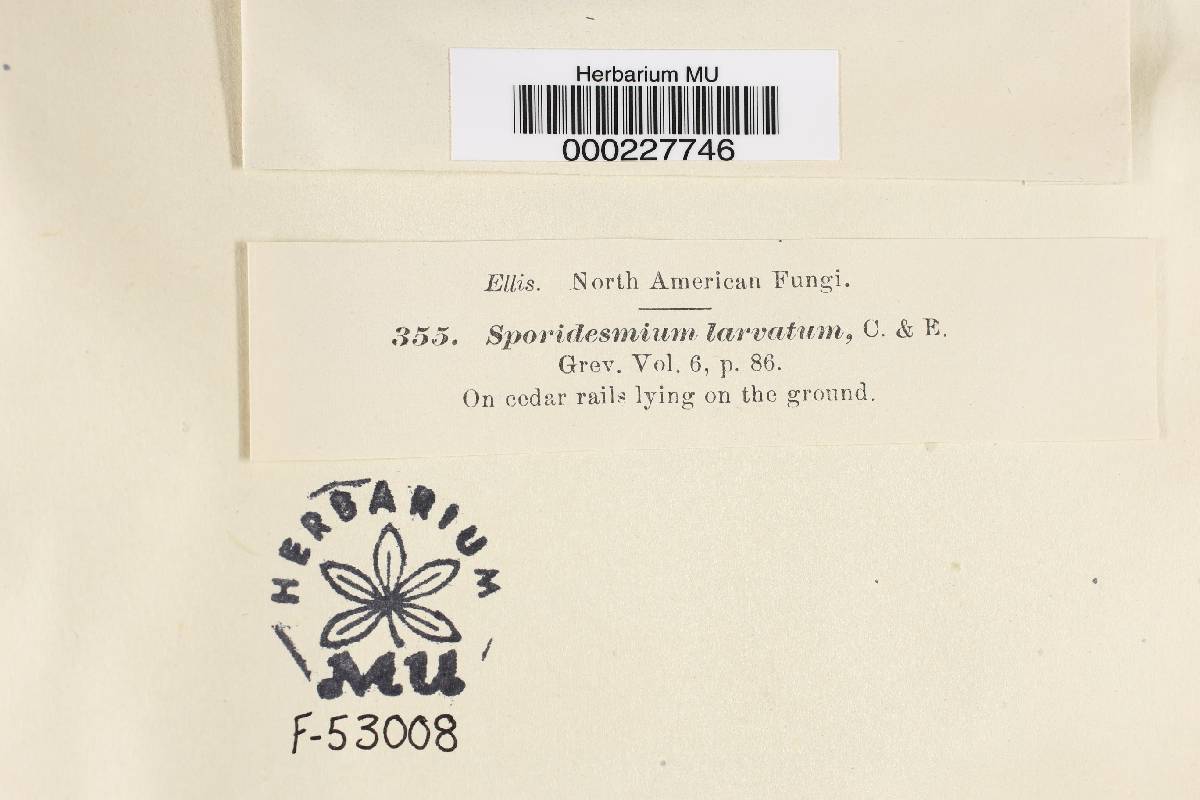 Herbarium MU
000227746
Ellis. North American Fungi.
355. Sporidesmium larvatum, C. & E.
Grev. Vol. 6, p. 86.
On cedar rails lying on the ground.
HERBARIUM
MU
F-53008